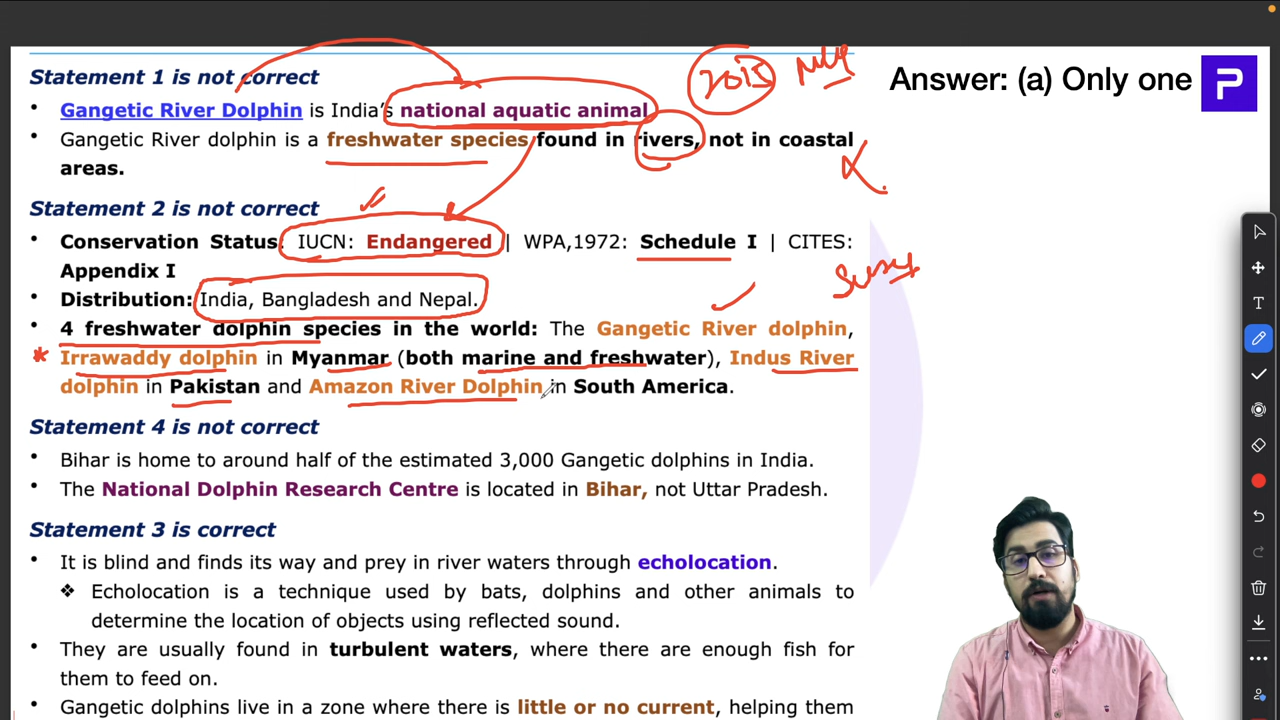 Statement 1 is not correct
• Gangetic River Dolphin is India's national aquatic animal
• Gangetic River dolphin is a freshwater species found in rivers, not in coastal
areas.
Statement 2 is not correct
• Conservation Status: IUCN: Endangered | WPA,1972: Schedule I | CITES:
Appendix I
• Distribution: India, Bangladesh and Nepal.
• 4 freshwater dolphin species in the world: The Gangetic River dolphin,
Irrawaddy dolphin in Myanmar (both marine and freshwater), Indus River
dolphin in Pakistan and Amazon River Dolphin in South America.
Statement 4 is not correct
• Bihar is home to around half of the estimated 3,000 Gangetic dolphins in India.
• The National Dolphin Research Centre is located in Bihar, not Uttar Pradesh.
Statement 3 is correct
• It is blind and finds its way and prey in river waters through echolocation.
❖ Echolocation is a technique used by bats, dolphins and other animals to
determine the location of objects using reflected sound.
• They are usually found in turbulent waters, where there are enough fish for
them to feed on.
• Gangetic dolphins live in a zone where there is little or no current, helping them
Answer: (a) Only one
P
T